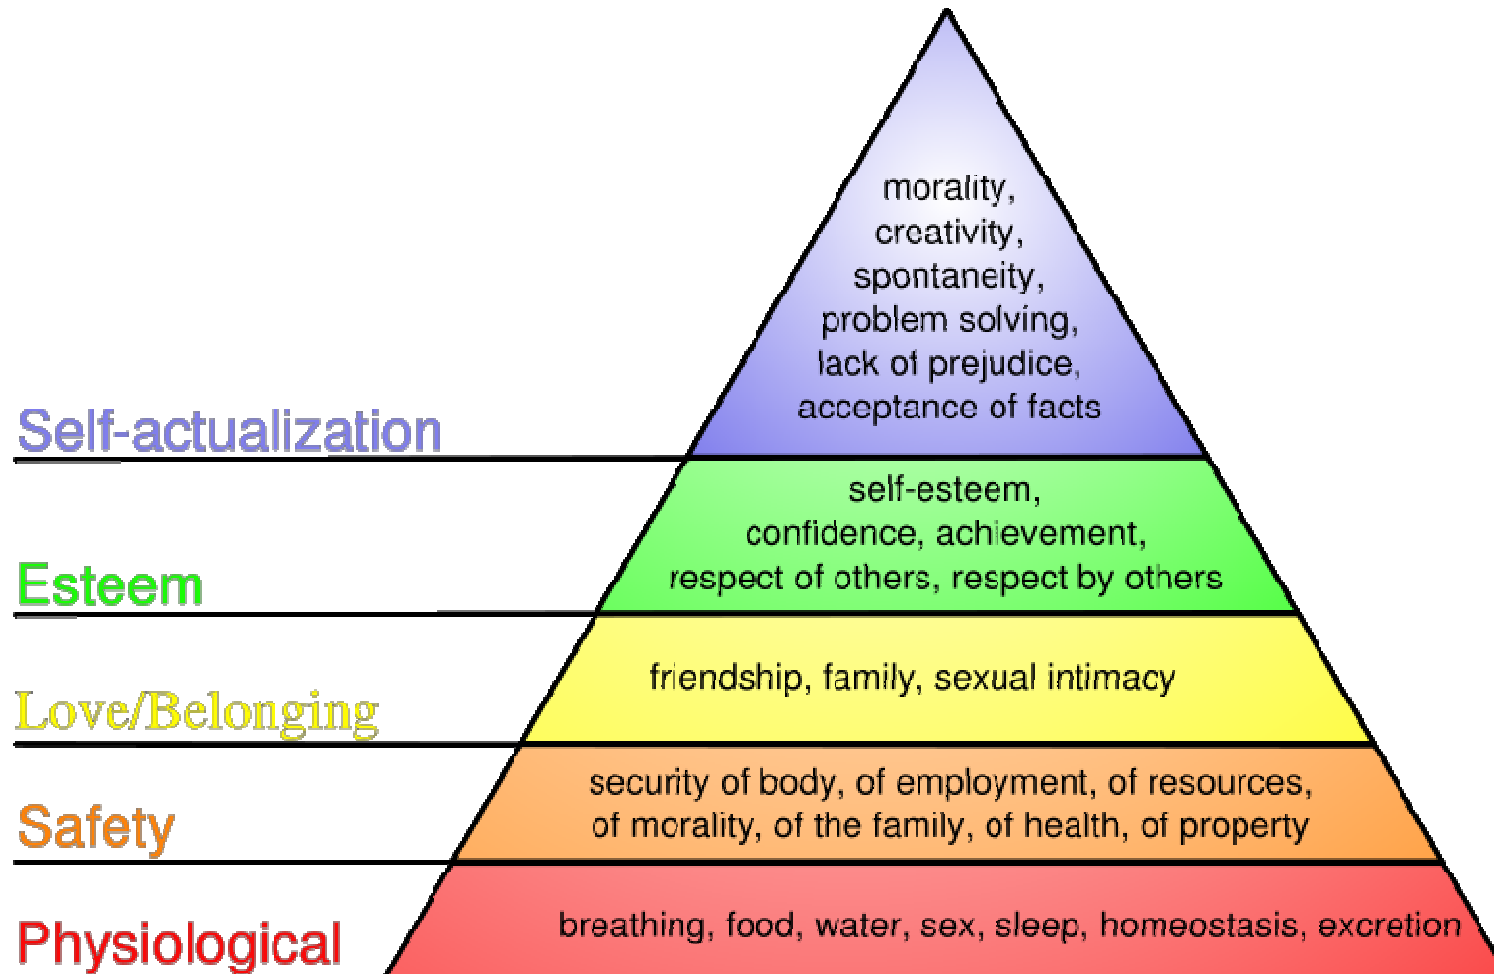 morality,
creativity,
spontaneity,
problem solving,
lack of prejudice,
acceptance of facts
Self-actualization
self-esteem,
confidence, achievement,
respect of others, respect by others
Esteem
friendship, family, sexual intimacy
Love/Belonging
security of body, of employment, of resources,
of morality, of the family, of health, of property
Safety
breathing, food, water, sex, sleep, homeostasis, excretion
Physiological